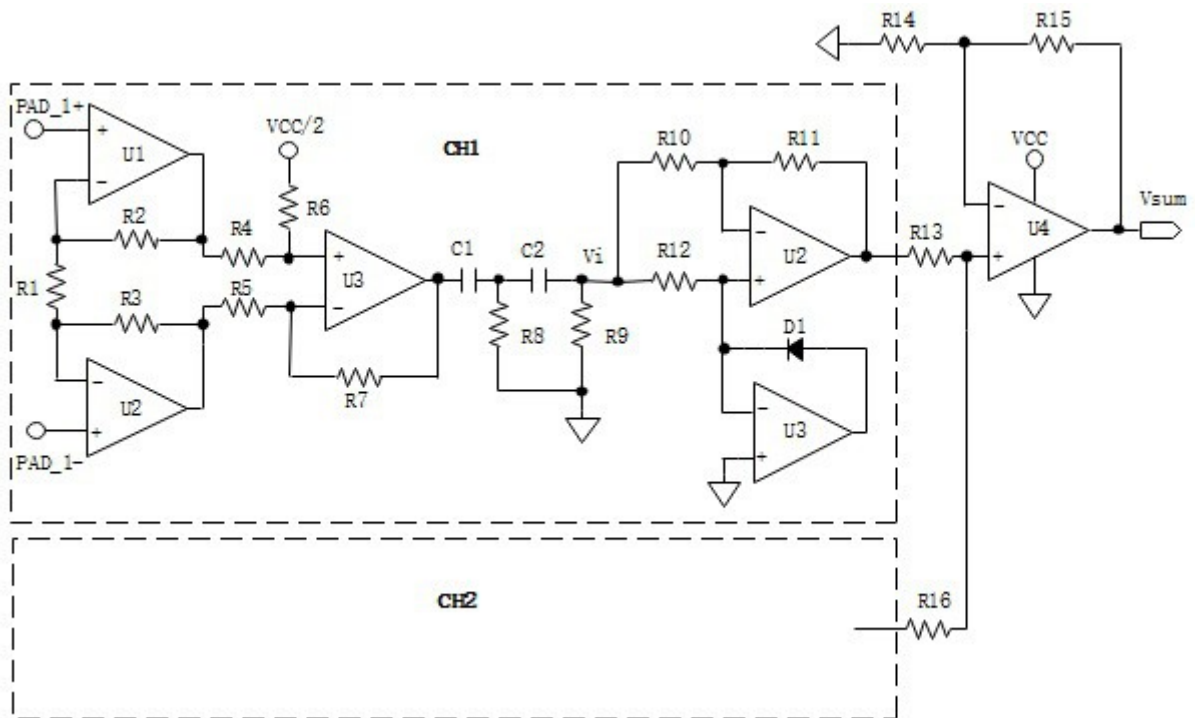 R14
R15
PAD_1+
+
U1
−
VCC/2
CH1
R10
R11
VCC
−
U4
+
Vsum
R2
R4
R6
+
U3
−
C1
C2
Vi
R12
−
U2
+
R13
R1
R3
R5
R8
R9
D1
R7
−
U2
+
−
U3
+
PAD_1-
CH2
R16